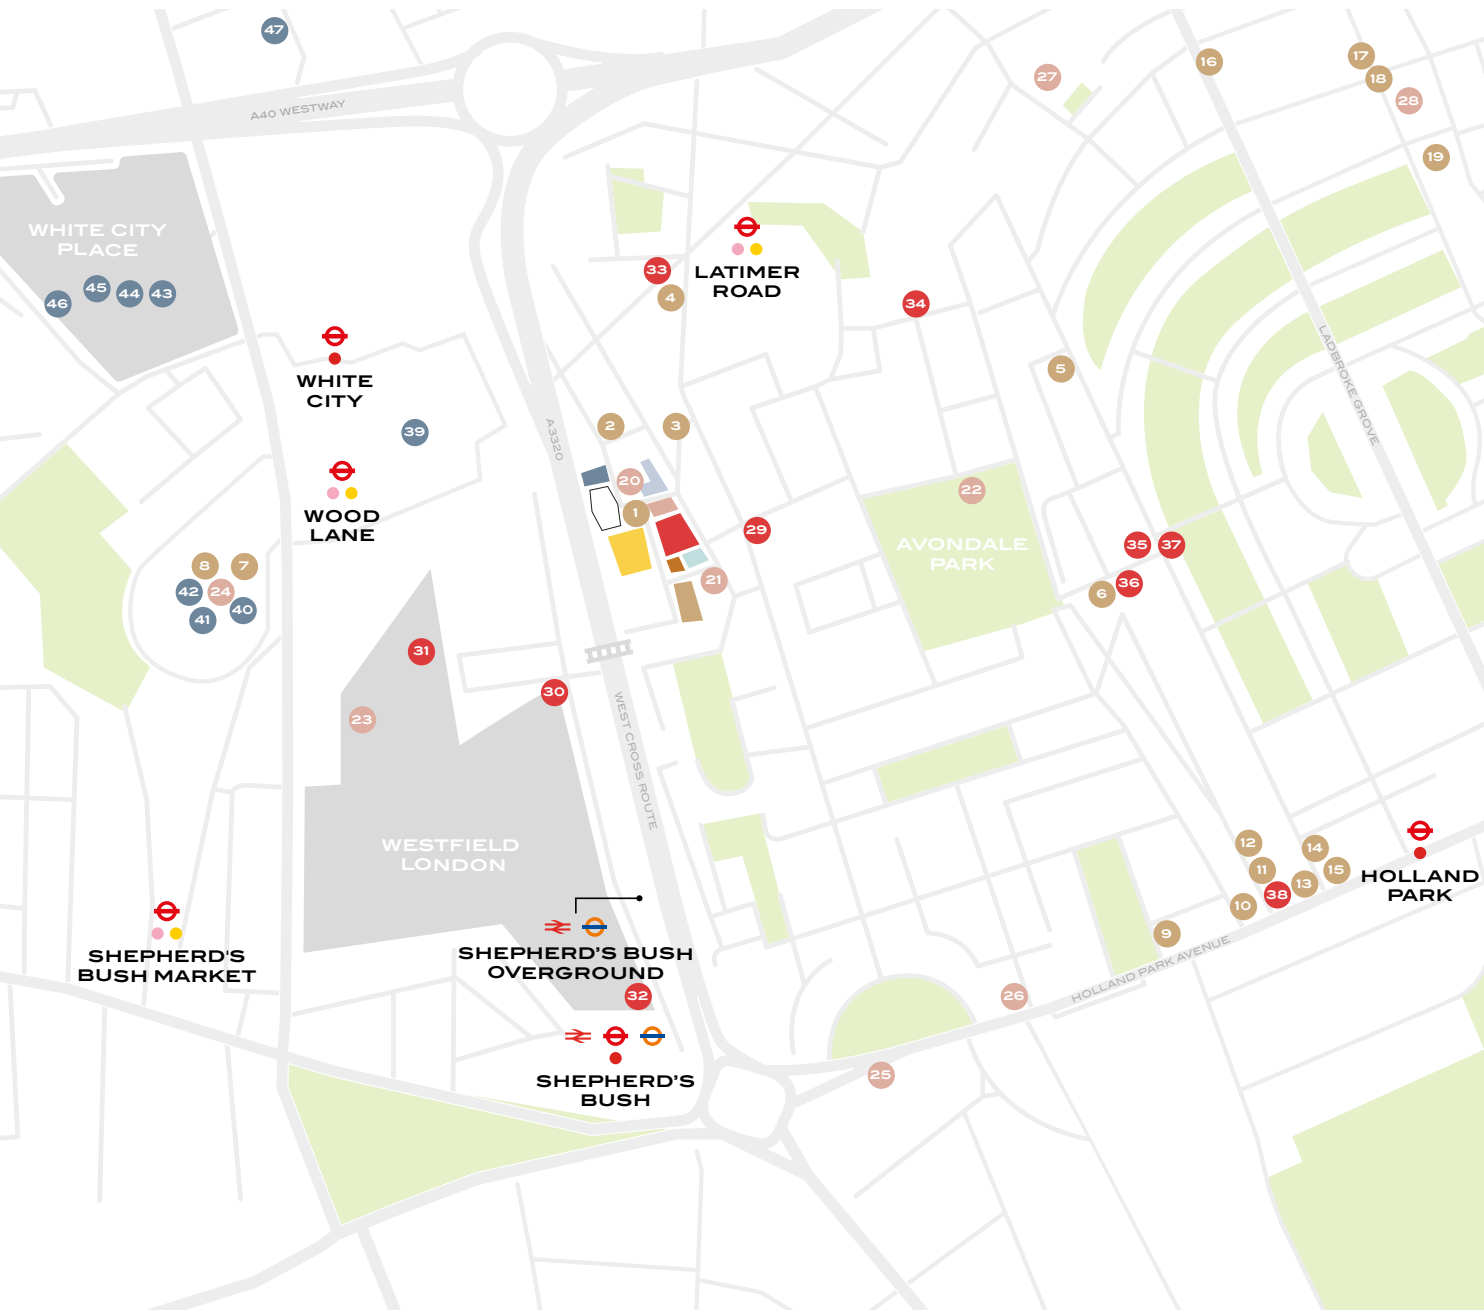 47
16
17
18
27
28
A40 WESTWAY
19
WHITE CITY
PLACE
33
LATIMER
ROAD
46
45
44
43
4
34
WHITE
CITY
LADBROKE GROVE
5
39
2
3
A3320
20
22
WOOD
LANE
1
29
AVONDALE
PARK
35
37
8
7
42
24
41
40
21
6
36
31
30
23
WEST CROSS ROUTE
WESTFIELD
LONDON
12
14
11
15
13
38
10
HOLLAND
PARK
9
SHEPHERD'S
BUSH MARKET
SHEPHERD'S BUSH
OVERGROUND
HOLLAND PARK AVENUE
32
26
SHEPHERD'S
BUSH
25